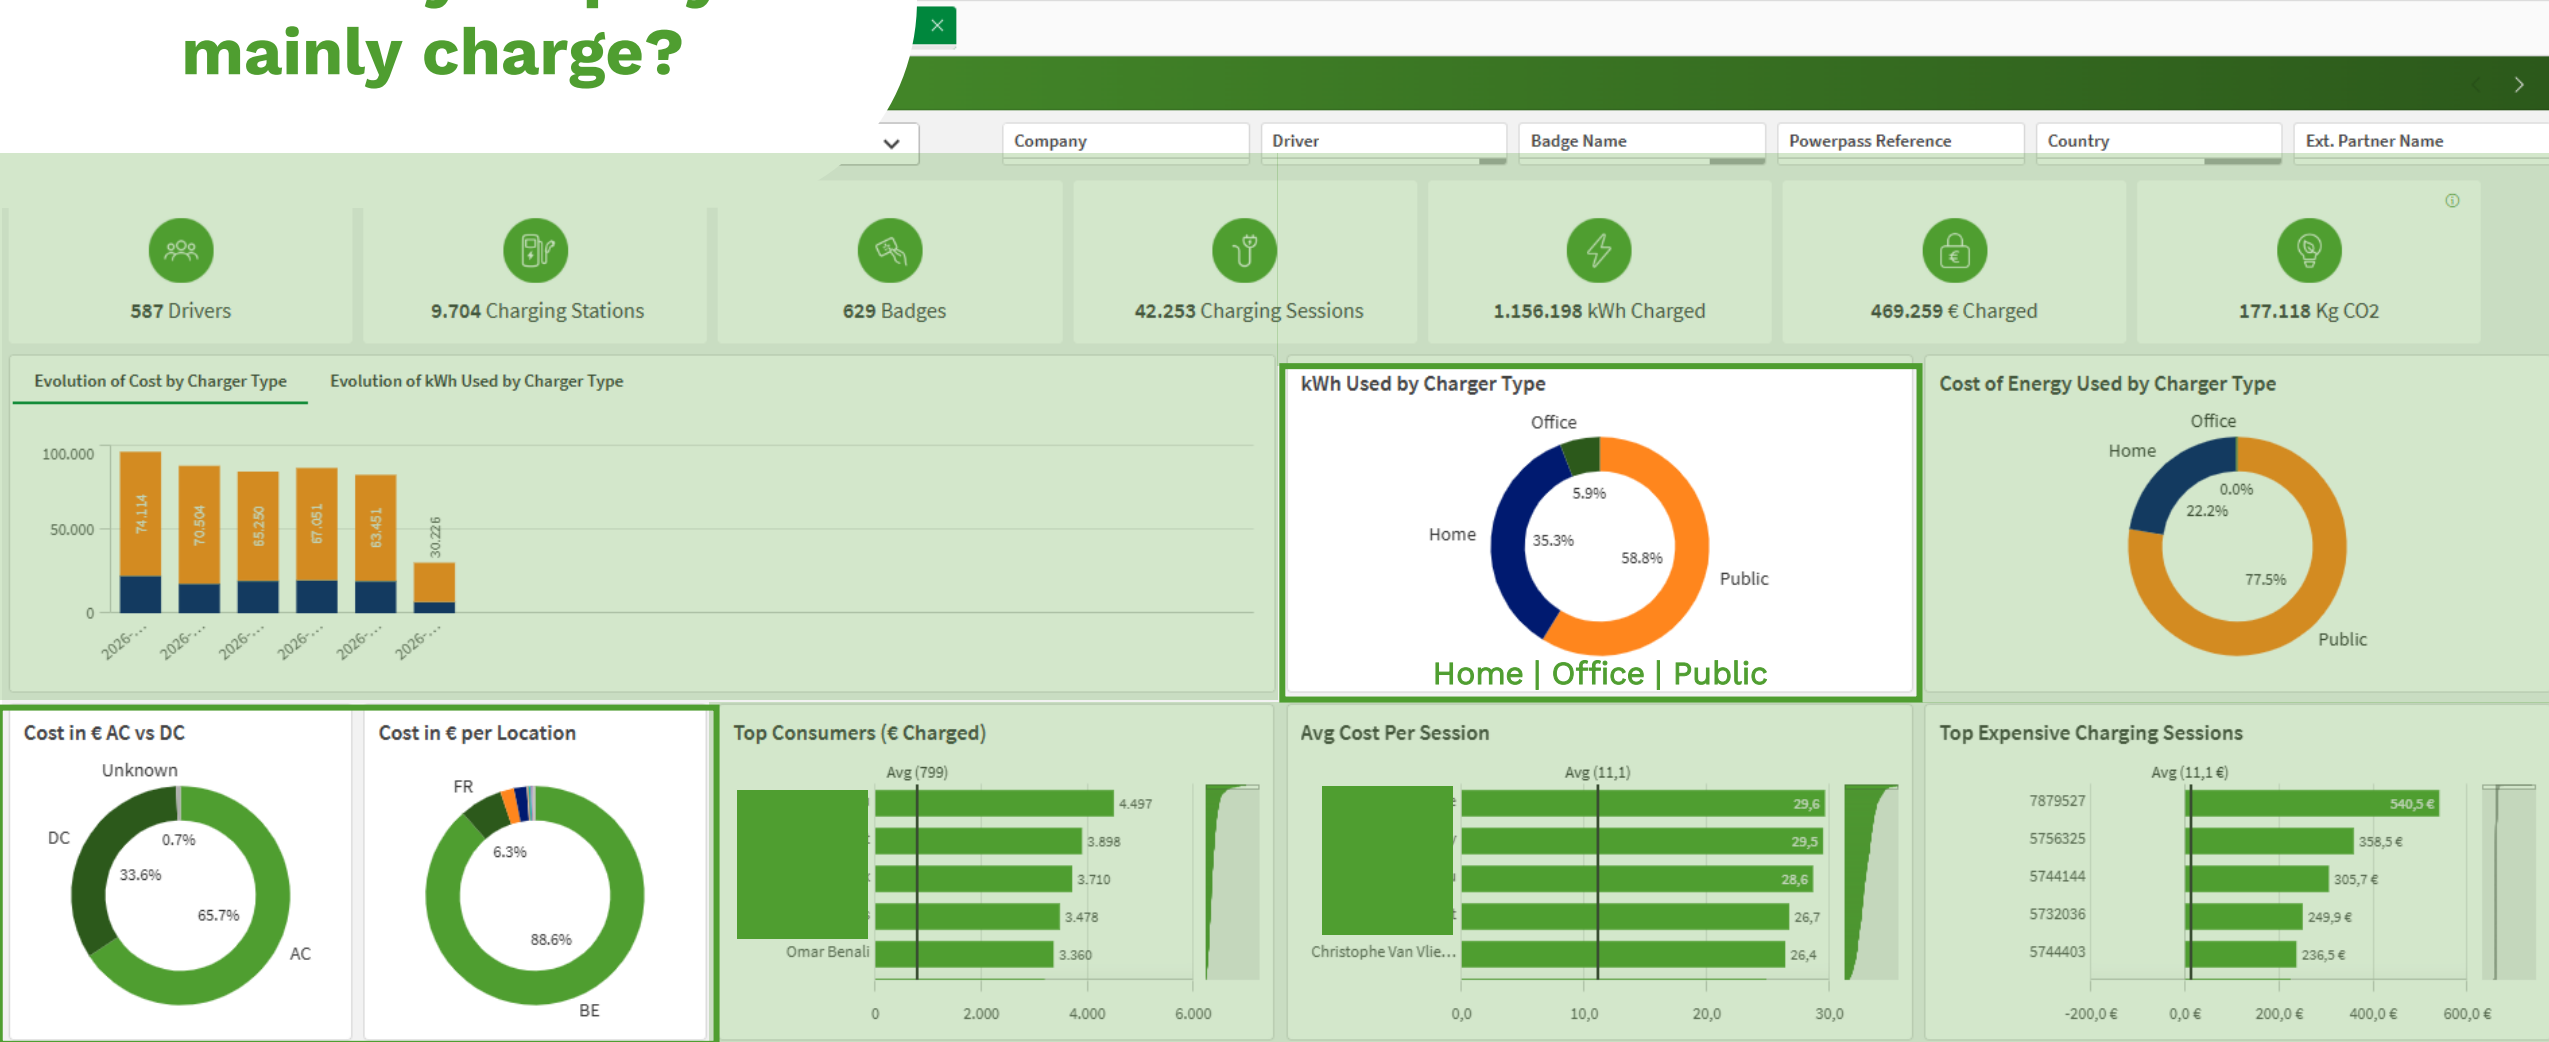 mainly charge?
Company
Driver
Badge Name
Powerpass Reference
Country
Ext. Partner Name
587 Drivers
9.704 Charging Stations
629 Badges
42.253 Charging Sessions
1.156.198 kWh Charged
469.259 € Charged
177.118 Kg CO2
Evolution of Cost by Charger Type
Evolution of kWh Used by Charger Type
100.000
50.000
0
74.114
70.504
65.250
67.051
63.451
30.226
2026-...
2026-...
2026-...
2026-...
2026-...
2026-...
kWh Used by Charger Type
Office
5.9%
Home
35.3%
58.8%
Public
Home | Office | Public
Cost of Energy Used by Charger Type
Office
Home
0.0%
22.2%
77.5%
Public
Cost in € AC vs DC
Unknown
DC
0.7%
33.6%
65.7%
AC
Cost in € per Location
FR
6.3%
88.6%
BE
Top Consumers (€ Charged)
Avg (799)
4.497
3.898
3.710
3.478
Omar Benali
3.360
0
2.000
4.000
6.000
Avg Cost Per Session
Avg (11,1)
29,6
29,5
28,6
26,7
Christophe Van Vlie...
26,4
0,0
10,0
20,0
30,0
Top Expensive Charging Sessions
Avg (11,1 €)
7879527
540,5 €
5756325
358,5 €
5744144
305,7 €
5732036
249,9 €
5744403
236,5 €
-200,0 €
0,0 €
200,0 €
400,0 €
600,0 €